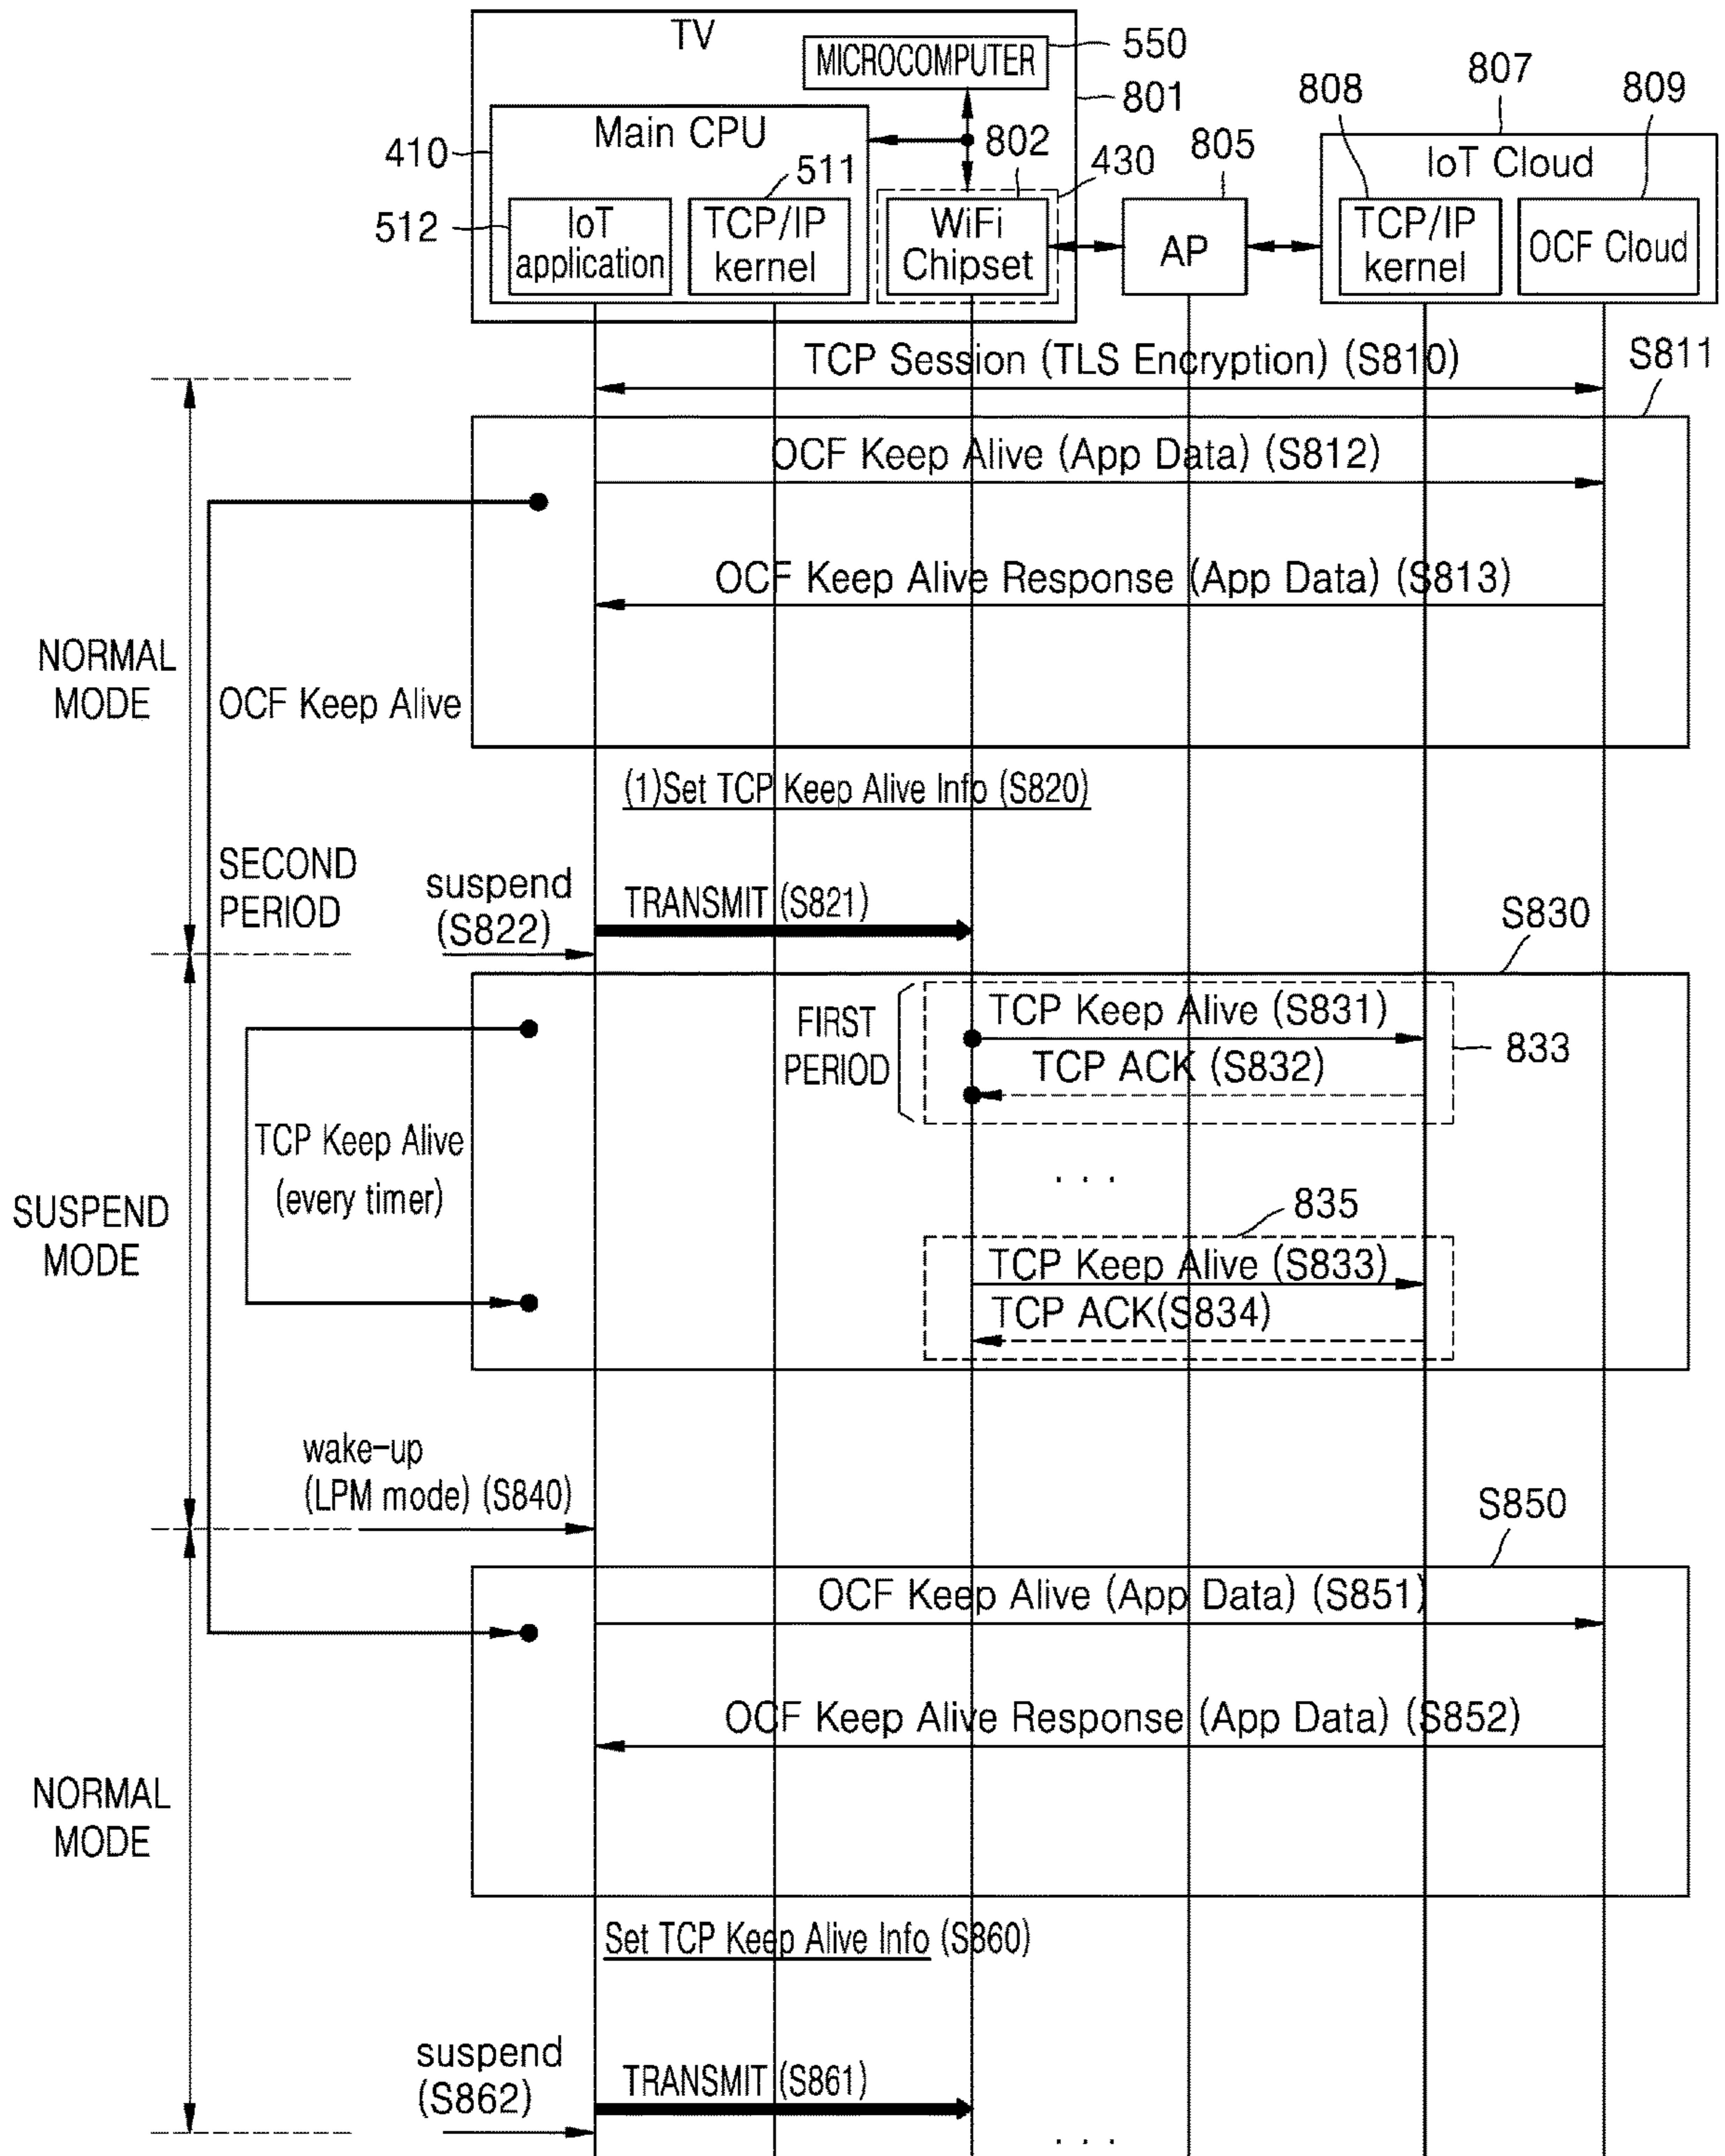 TV
MICROCOMPUTER
550
801
807
808
809
Main CPU
802
805
IoT Cloud
410
511
430
512
IoT
application
TCP/IP
kernel
WiFi
Chipset
AP
TCP/IP
kernel
OCF Cloud
TCP Session (TLS Encryption) (S810)
S811
OCF Keep Alive (App Data) (S812)
OCF Keep Alive Response (App Data) (S813)
NORMAL
MODE
OCF Keep Alive
(1)Set TCP Keep Alive Info (S820)
SECOND
PERIOD
suspend
(S822)
TRANSMIT (S821)
S830
FIRST
PERIOD
TCP Keep Alive (S831)
TCP ACK (S832)
833
TCP Keep Alive
(every timer)
. . .
SUSPEND
MODE
835
TCP Keep Alive (S833)
TCP ACK(S834)
wake-up
(LPM mode) (S840)
S850
OCF Keep Alive (App Data) (S851)
OCF Keep Alive Response (App Data) (S852)
NORMAL
MODE
Set TCP Keep Alive Info (S860)
suspend
(S862)
TRANSMIT (S861)
. . .